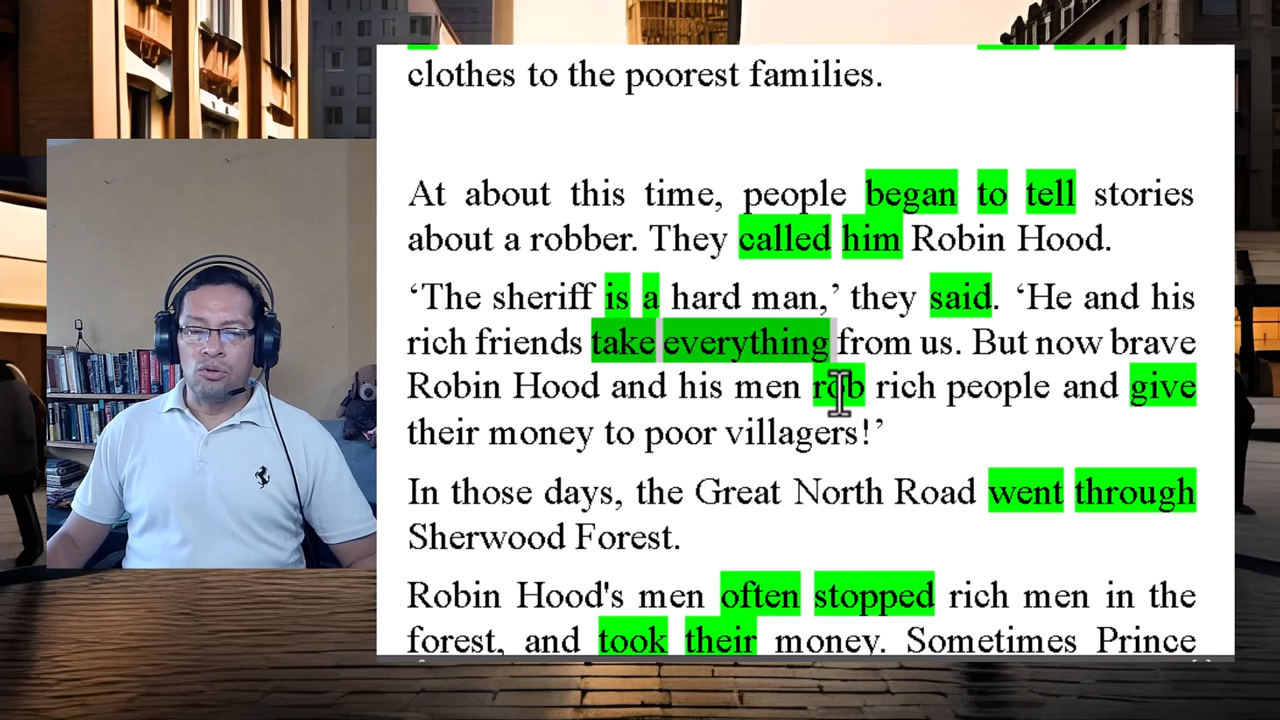 clothes to the poorest families.
At about this time, people began to tell stories
about a robber. They called him Robin Hood.
‘The sheriff is a hard man,’ they said. ‘He and his
rich friends take everything from us. But now brave
Robin Hood and his men rob rich people and give
their money to poor villagers!’
In those days, the Great North Road went through
Sherwood Forest.
Robin Hood's men often stopped rich men in the
forest, and took their money. Sometimes Prince